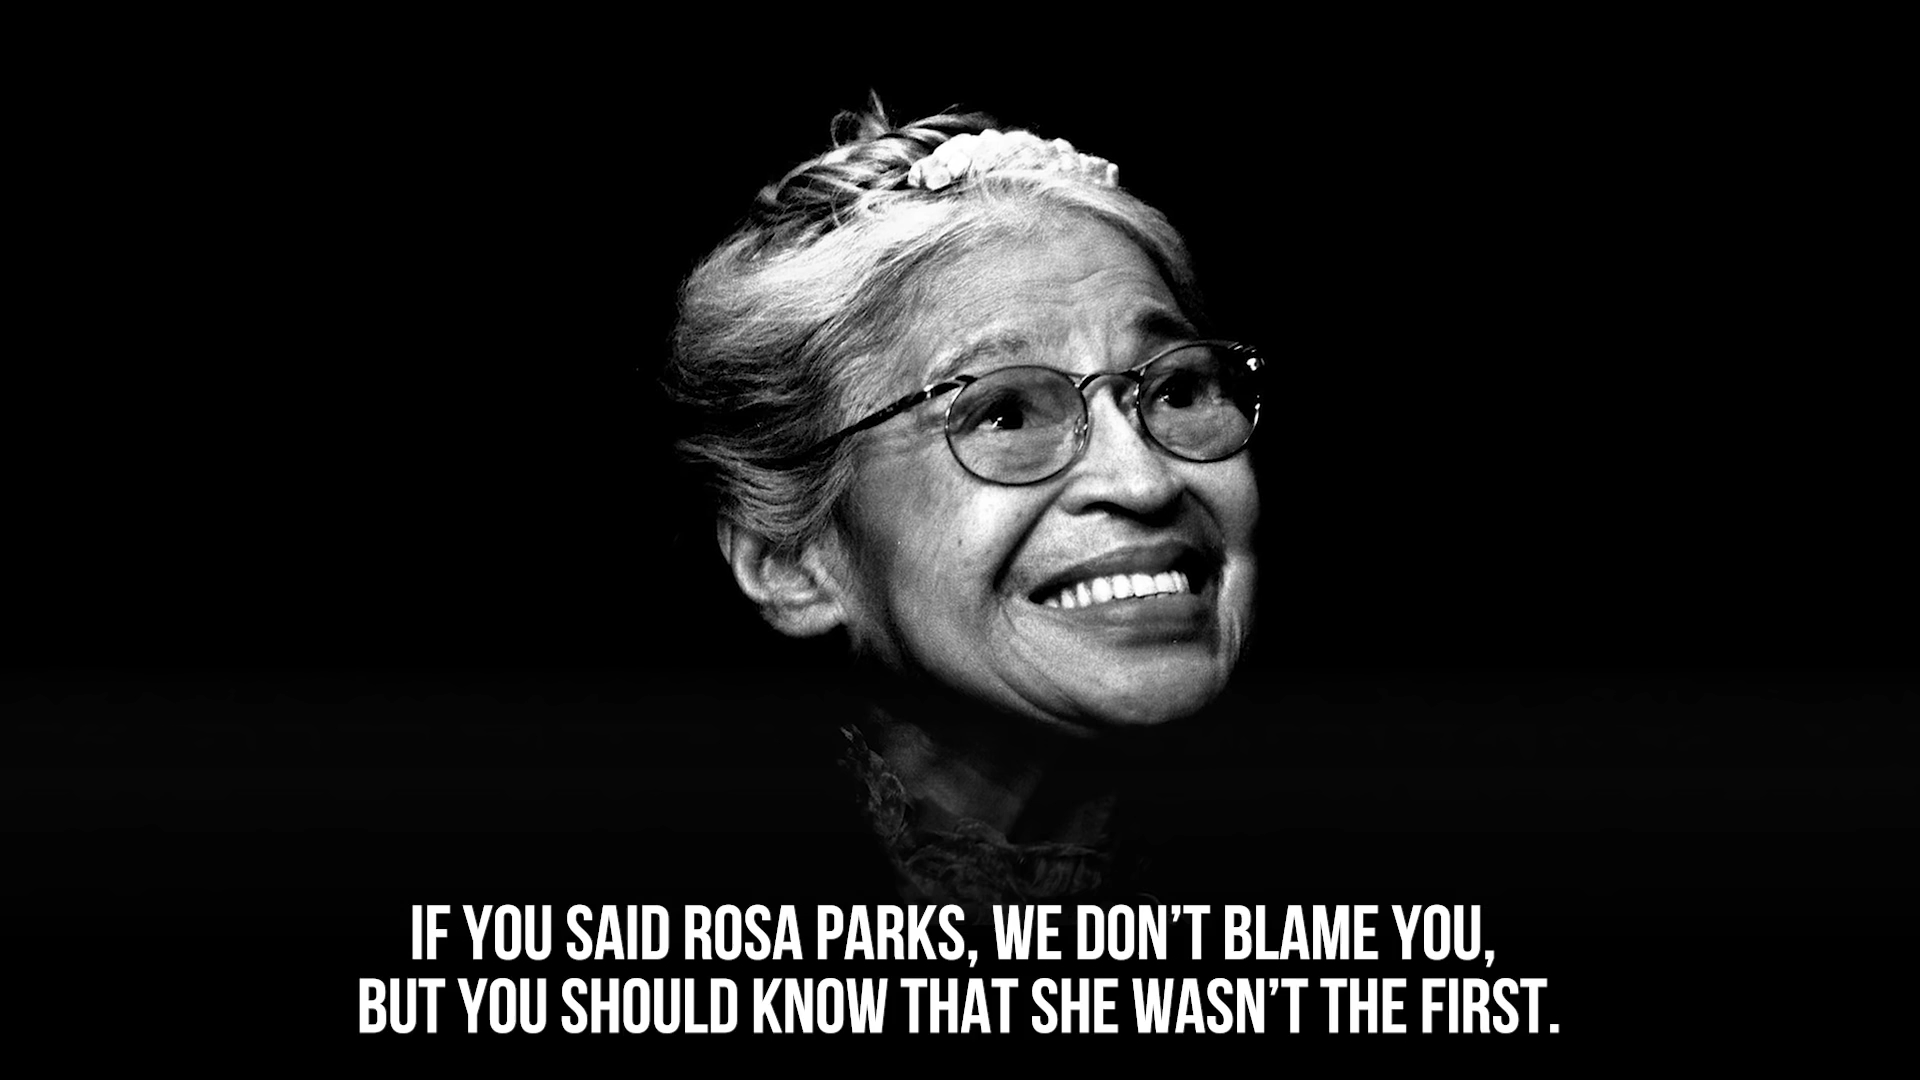 IF YOU SAID ROSA PARKS, WE DON’T BLAME YOU,
BUT YOU SHOULD KNOW THAT SHE WASN’T THE FIRST.